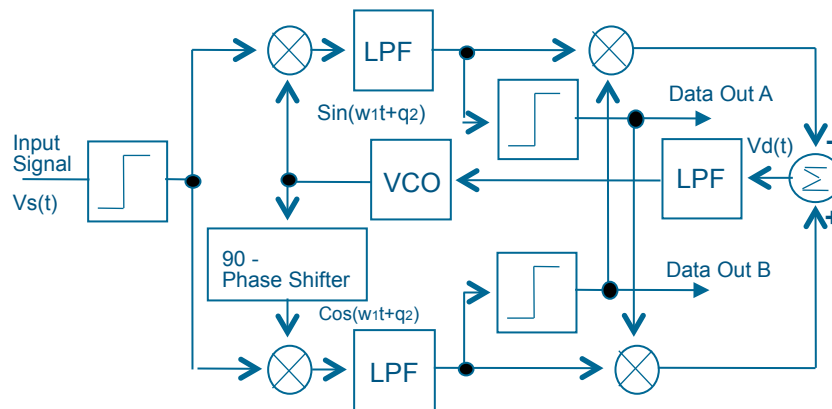 LPF
Sin(w1t+q2)
Data Out A
Input
Signal
Vs(t)
Vd(t)
-
VCO
LPF
Σ
+
90 -
Phase Shifter
Data Out B
Cos(w1t+q2)
LPF